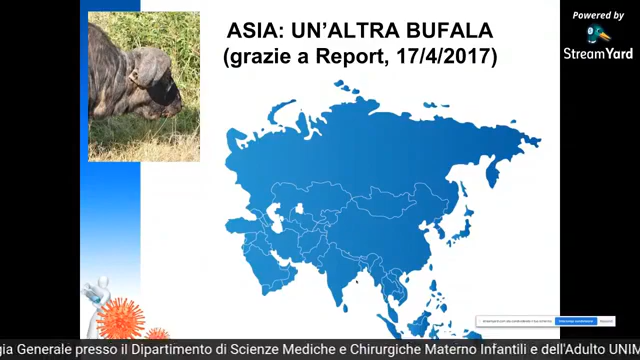 ASIA: UN'ALTRA BUFALA
(grazie a Report, 17/4/2017)
Powered by
StreamYard
gia Generale presso il Dipartimento di Scienze Mediche e Chirurgiche Materno Infantili e dell'Adulto UNIM